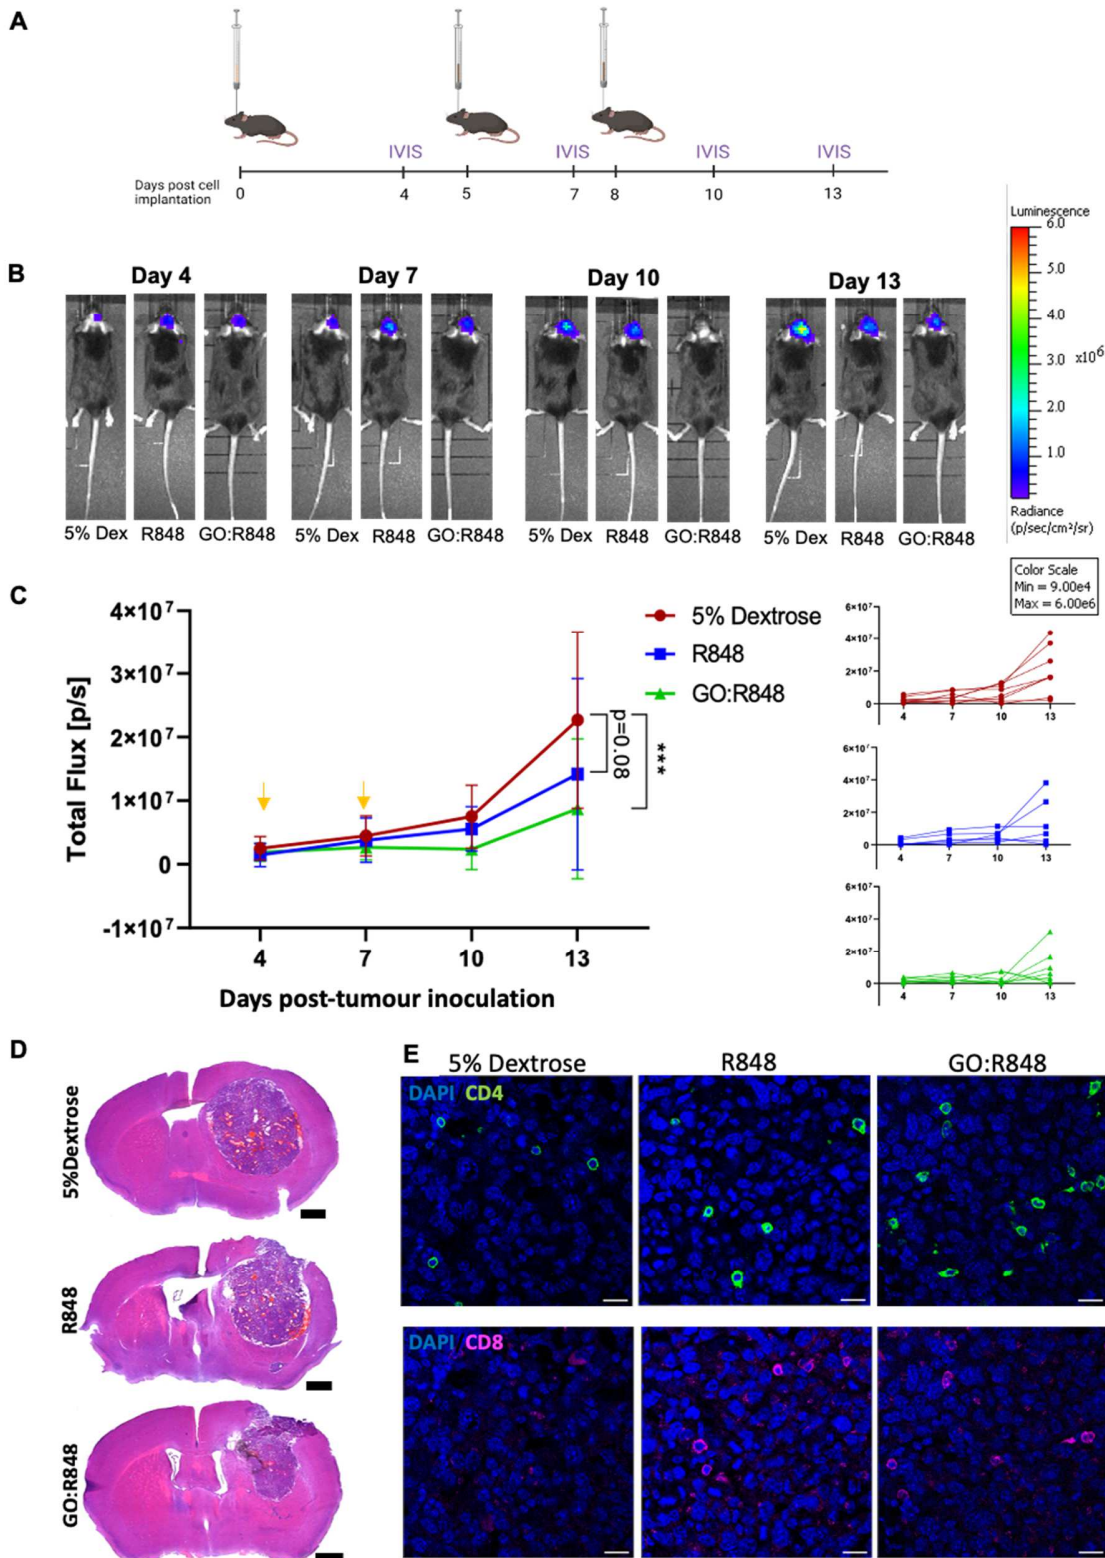 A
IVIS IVIS IVIS IVIS
Days post cell
implantation
0 4 5 7 8 10 13
B
Day 4 Day 7 Day 10 Day 13
5% Dex R848 GO:R848 5% Dex R848 GO:R848 5% Dex R848 GO:R848 5% Dex R848 GO:R848
Luminescence
6.0
5.0
4.0
3.0
x10⁶
2.0
1.0
Radiance
(p/sec/cm²/sr)
Color Scale
Min = 9.00e4
Max = 6.00e6
C
Total Flux [p/s]
4×10⁷
3×10⁷
2×10⁷
1×10⁷
0
-1×10⁷
4 7 10 13
Days post-tumour inoculation
5% Dextrose
R848
GO:R848
p=0.08
***
6×10⁷
4×10⁷
2×10⁷
0
4 7 10 13
6×10⁷
4×10⁷
2×10⁷
0
4 7 10 13
6×10⁷
4×10⁷
2×10⁷
0
4 7 10 13
D
5%Dextrose
R848
GO:R848
E
5% Dextrose R848 GO:R848
DAPI CD4
DAPI CD8